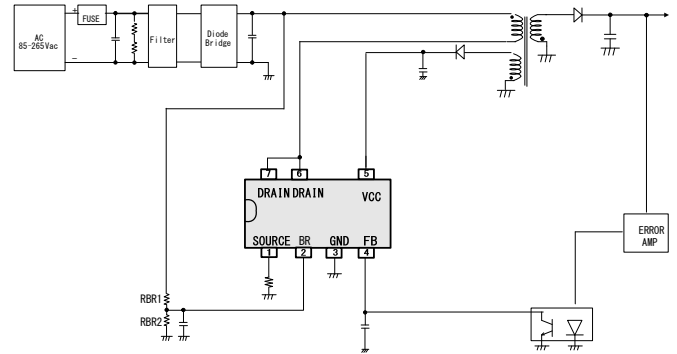 AC
85-265Vac
+
−
FUSE
Filter
Diode
Bridge
7
6
5
DRAIN DRAIN
VCC
SOURCE BR GND FB
1
2
3
4
RBR1
RBR2
ERROR
AMP